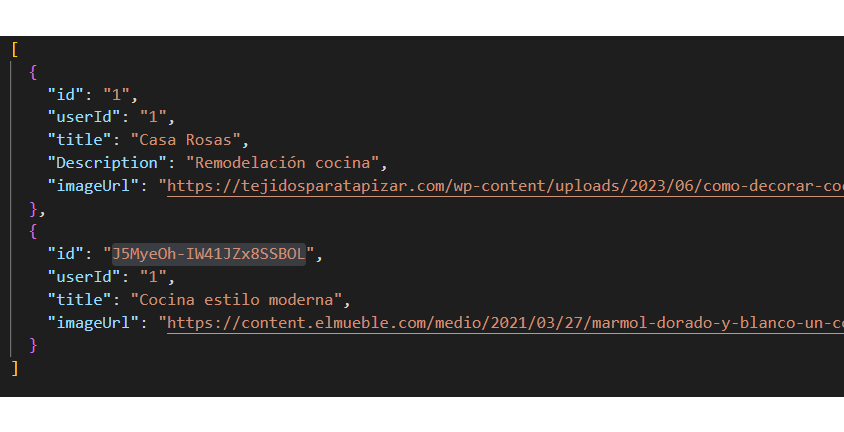 [
{
"id": "1",
"userId": "1",
"title": "Casa Rosas",
"Description": "Remodelación cocina",
"imageUrl": "https://tejidosparatapizar.com/wp-content/uploads/2023/06/como-decorar-coc
},
{
"id": "J5MyeOh-IW41JZx8SSBOL",
"userId": "1",
"title": "Cocina estilo moderna",
"imageUrl": "https://content.elmueble.com/medio/2021/03/27/marmol-dorado-y-blanco-un-co
}
]